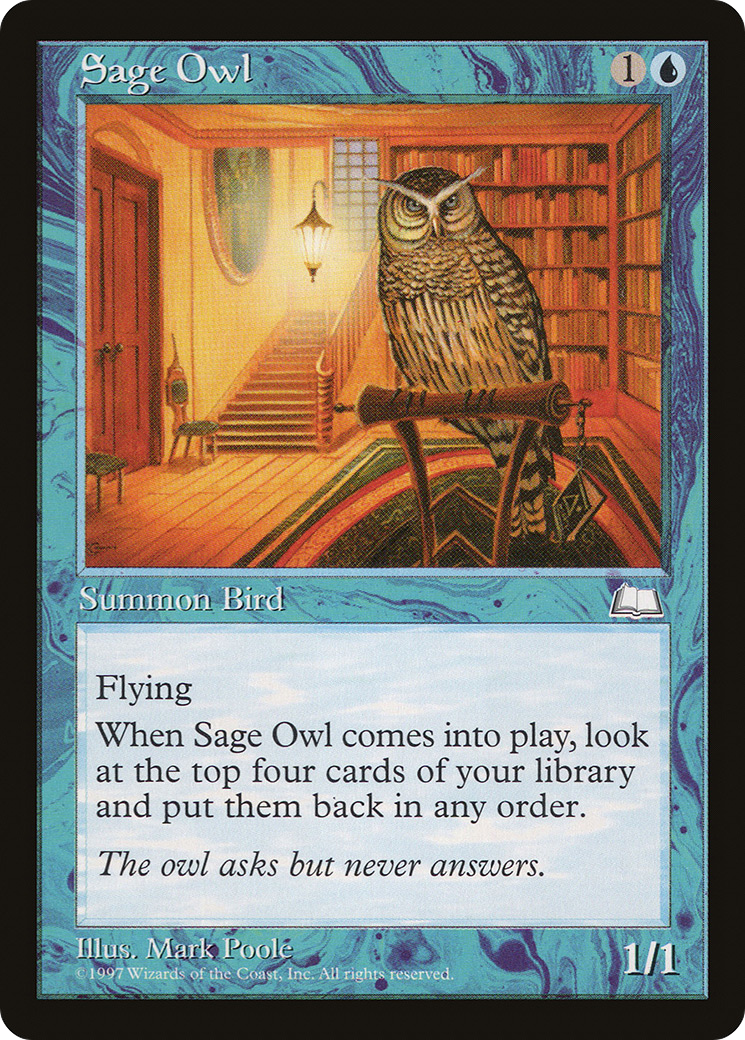 Sage Owl 1
Summon Bird
Flying
When Sage Owl comes into play, look
at the top four cards of your library
and put them back in any order.
The owl asks but never answers.
Illus. Mark Poole
©1997 Wizards of the Coast, Inc. All rights reserved.
1/1